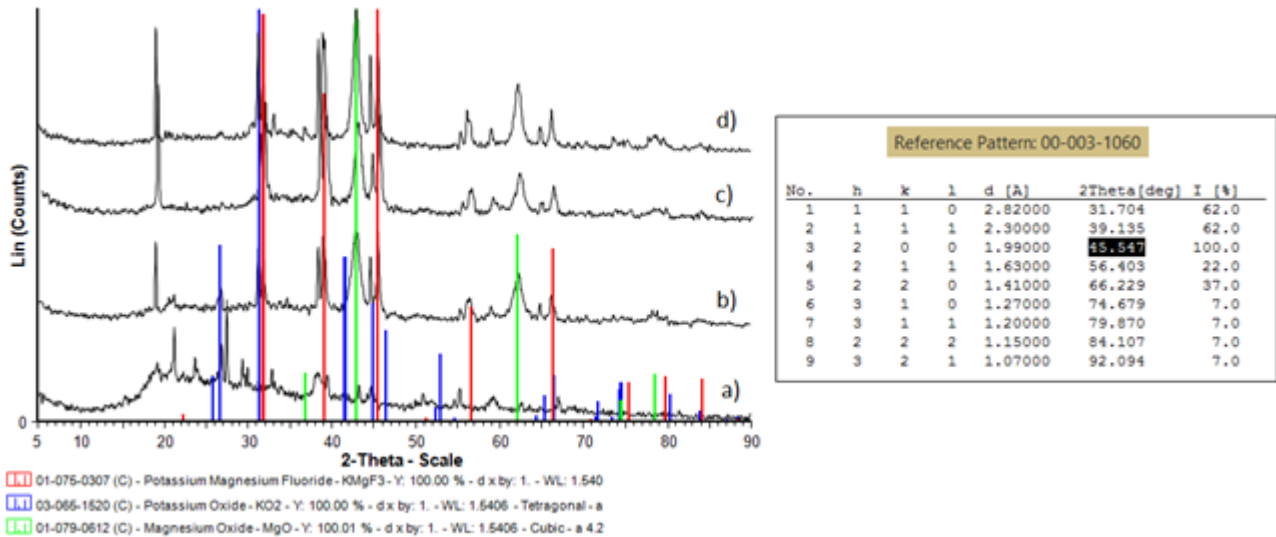 Lin (Counts)
0
d)
c)
b)
a)
5 10 20 30 40 50 60 70 80 90
2-Theta - Scale
01-075-0307 (C) - Potassium Magnesium Fluoride - KMgF3 - Y: 100.00 % - d x by: 1. - WL: 1.540
03-065-1520 (C) - Potassium Oxide - KO2 - Y: 100.00 % - d x by: 1. - WL: 1.5406 - Tetragonal - a
01-079-0612 (C) - Magnesium Oxide - MgO - Y: 100.01 % - d x by: 1. - WL: 1.5406 - Cubic - a 4.2
Reference Pattern: 00-003-1060
No. h k l d [A] 2Theta[deg] I [%]
1 1 1 0 2.82000 31.704 62.0
2 1 1 1 2.30000 39.135 62.0
3 2 0 0 1.99000 45.547 100.0
4 2 1 1 1.63000 56.403 22.0
5 2 2 0 1.41000 66.229 37.0
6 3 1 0 1.27000 74.679 7.0
7 3 1 1 1.20000 79.870 7.0
8 2 2 2 1.15000 84.107 7.0
9 3 2 1 1.07000 92.094 7.0